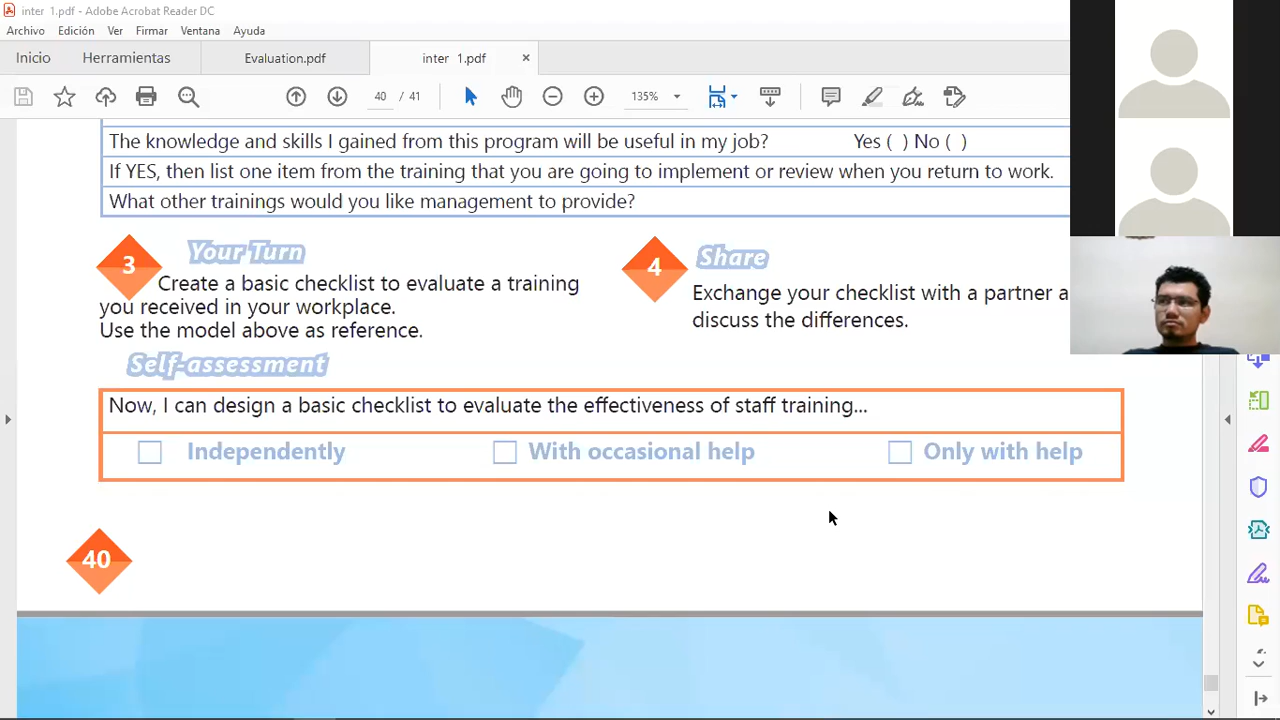 inter 1.pdf - Adobe Acrobat Reader DC
Archivo Edición Ver Firmar Ventana Ayuda
Inicio Herramientas Evaluation.pdf inter 1.pdf ×
40 / 41 135%
The knowledge and skills I gained from this program will be useful in my job? Yes ( ) No ( )
If YES, then list one item from the training that you are going to implement or review when you return to work.
What other trainings would you like management to provide?
3 Your Turn
Create a basic checklist to evaluate a training
you received in your workplace.
Use the model above as reference.
4 Share
Exchange your checklist with a partner a
discuss the differences.
Self-assessment
Now, I can design a basic checklist to evaluate the effectiveness of staff training...
Independently With occasional help Only with help
40